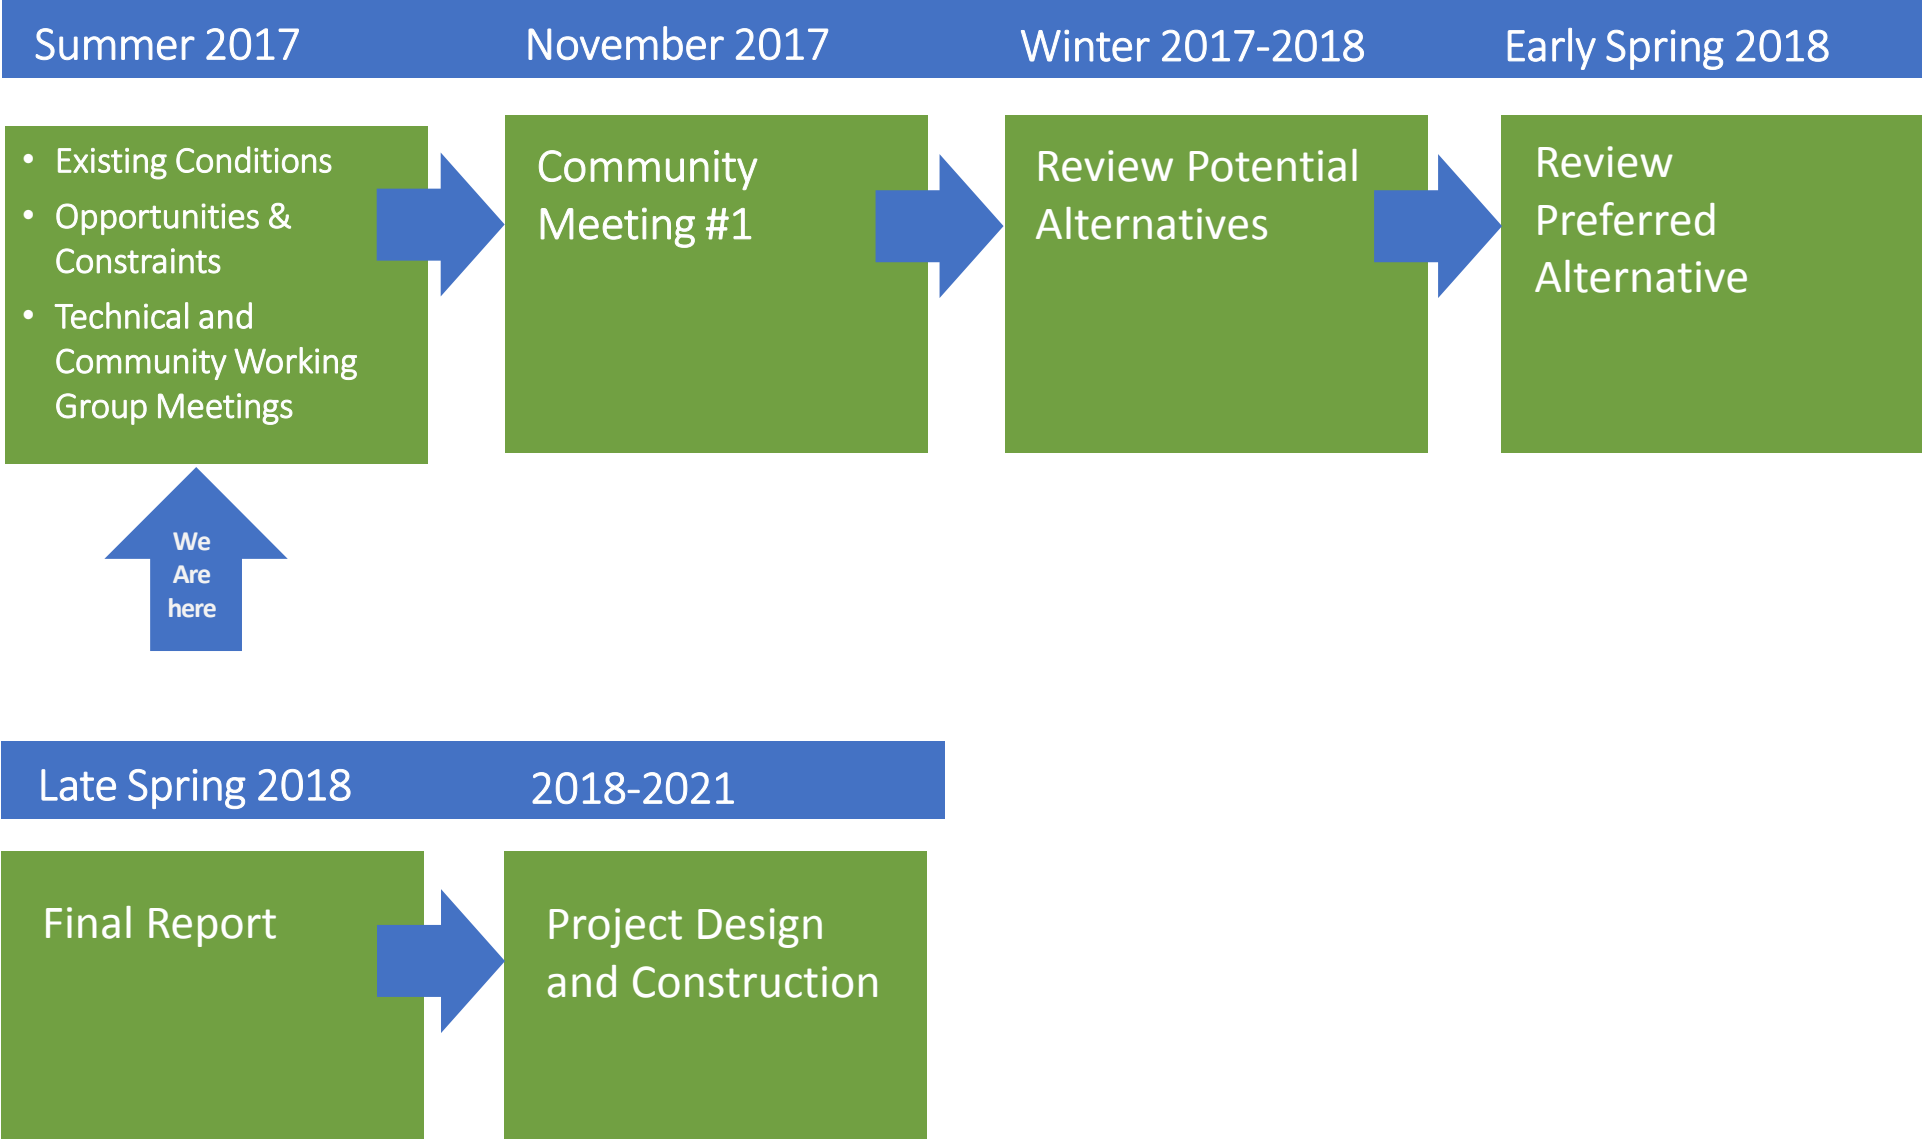 Summer 2017
November 2017
Winter 2017-2018
Early Spring 2018
• Existing Conditions
• Opportunities &
Constraints
• Technical and
Community Working
Group Meetings
Community
Meeting #1
Review Potential
Alternatives
Review
Preferred
Alternative
We
Are
here
Late Spring 2018
2018-2021
Final Report
Project Design
and Construction